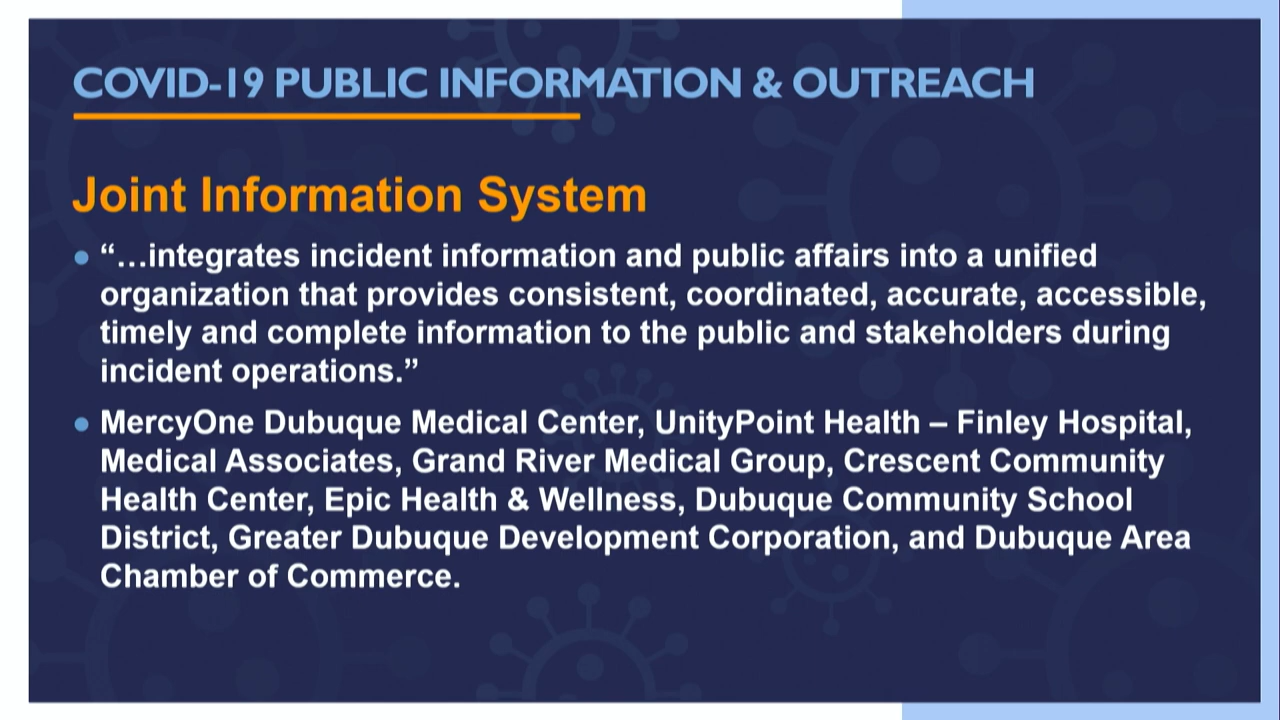 COVID-19 PUBLIC INFORMATION & OUTREACH
Joint Information System
• “…integrates incident information and public affairs into a unified
organization that provides consistent, coordinated, accurate, accessible,
timely and complete information to the public and stakeholders during
incident operations.”
• MercyOne Dubuque Medical Center, UnityPoint Health – Finley Hospital,
Medical Associates, Grand River Medical Group, Crescent Community
Health Center, Epic Health & Wellness, Dubuque Community School
District, Greater Dubuque Development Corporation, and Dubuque Area
Chamber of Commerce.